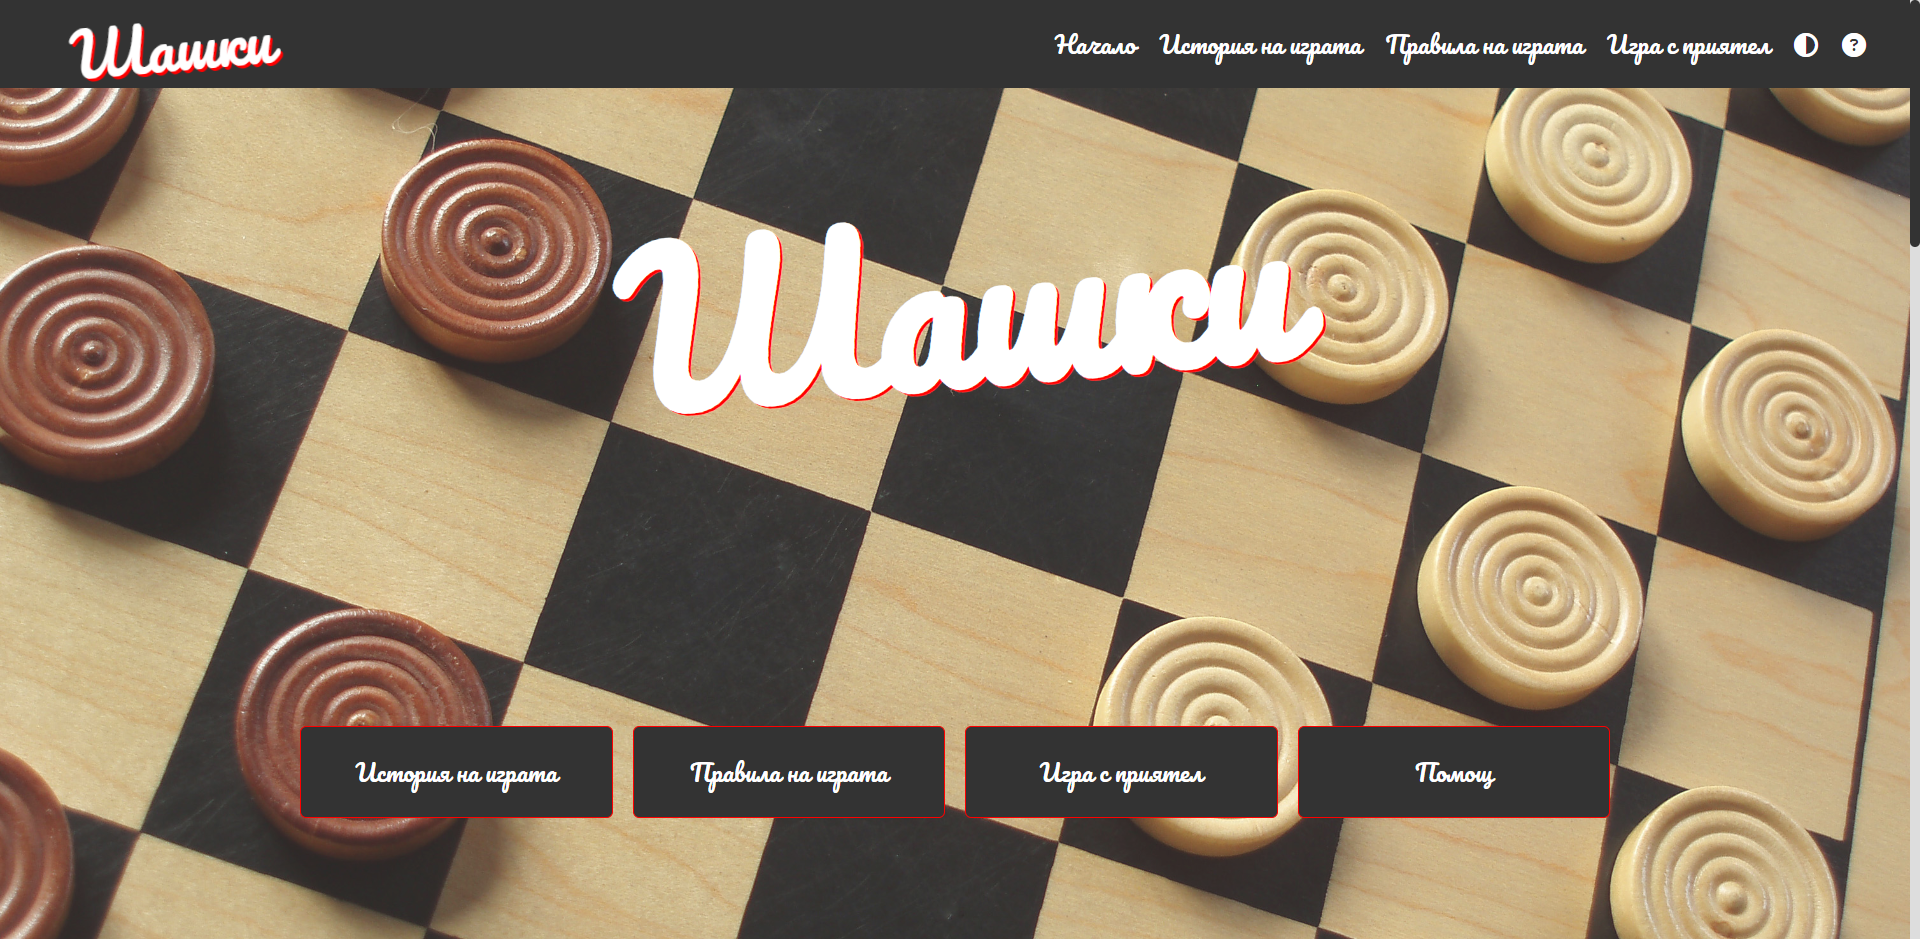 Шашки
Начало История на играта Правила на играта Игра с приятел ?
Шашки
История на играта Правила на играта Игра с приятел Помощ